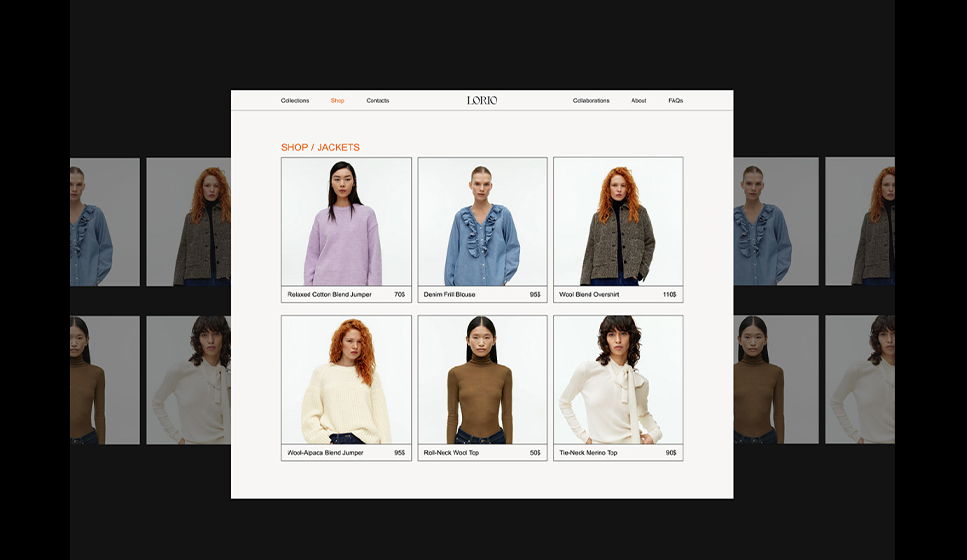 Collections Shop Contacts LORIO Collaborations About FAQs
SHOP / JACKETS
Relaxed Cotton Blend Jumper 70$
Denim Frill Blouse 95$
Wool Blend Overshirt 110$
Wool-Alpaca Blend Jumper 95$
Roll-Neck Wool Top 50$
Tie-Neck Merino Top 90$